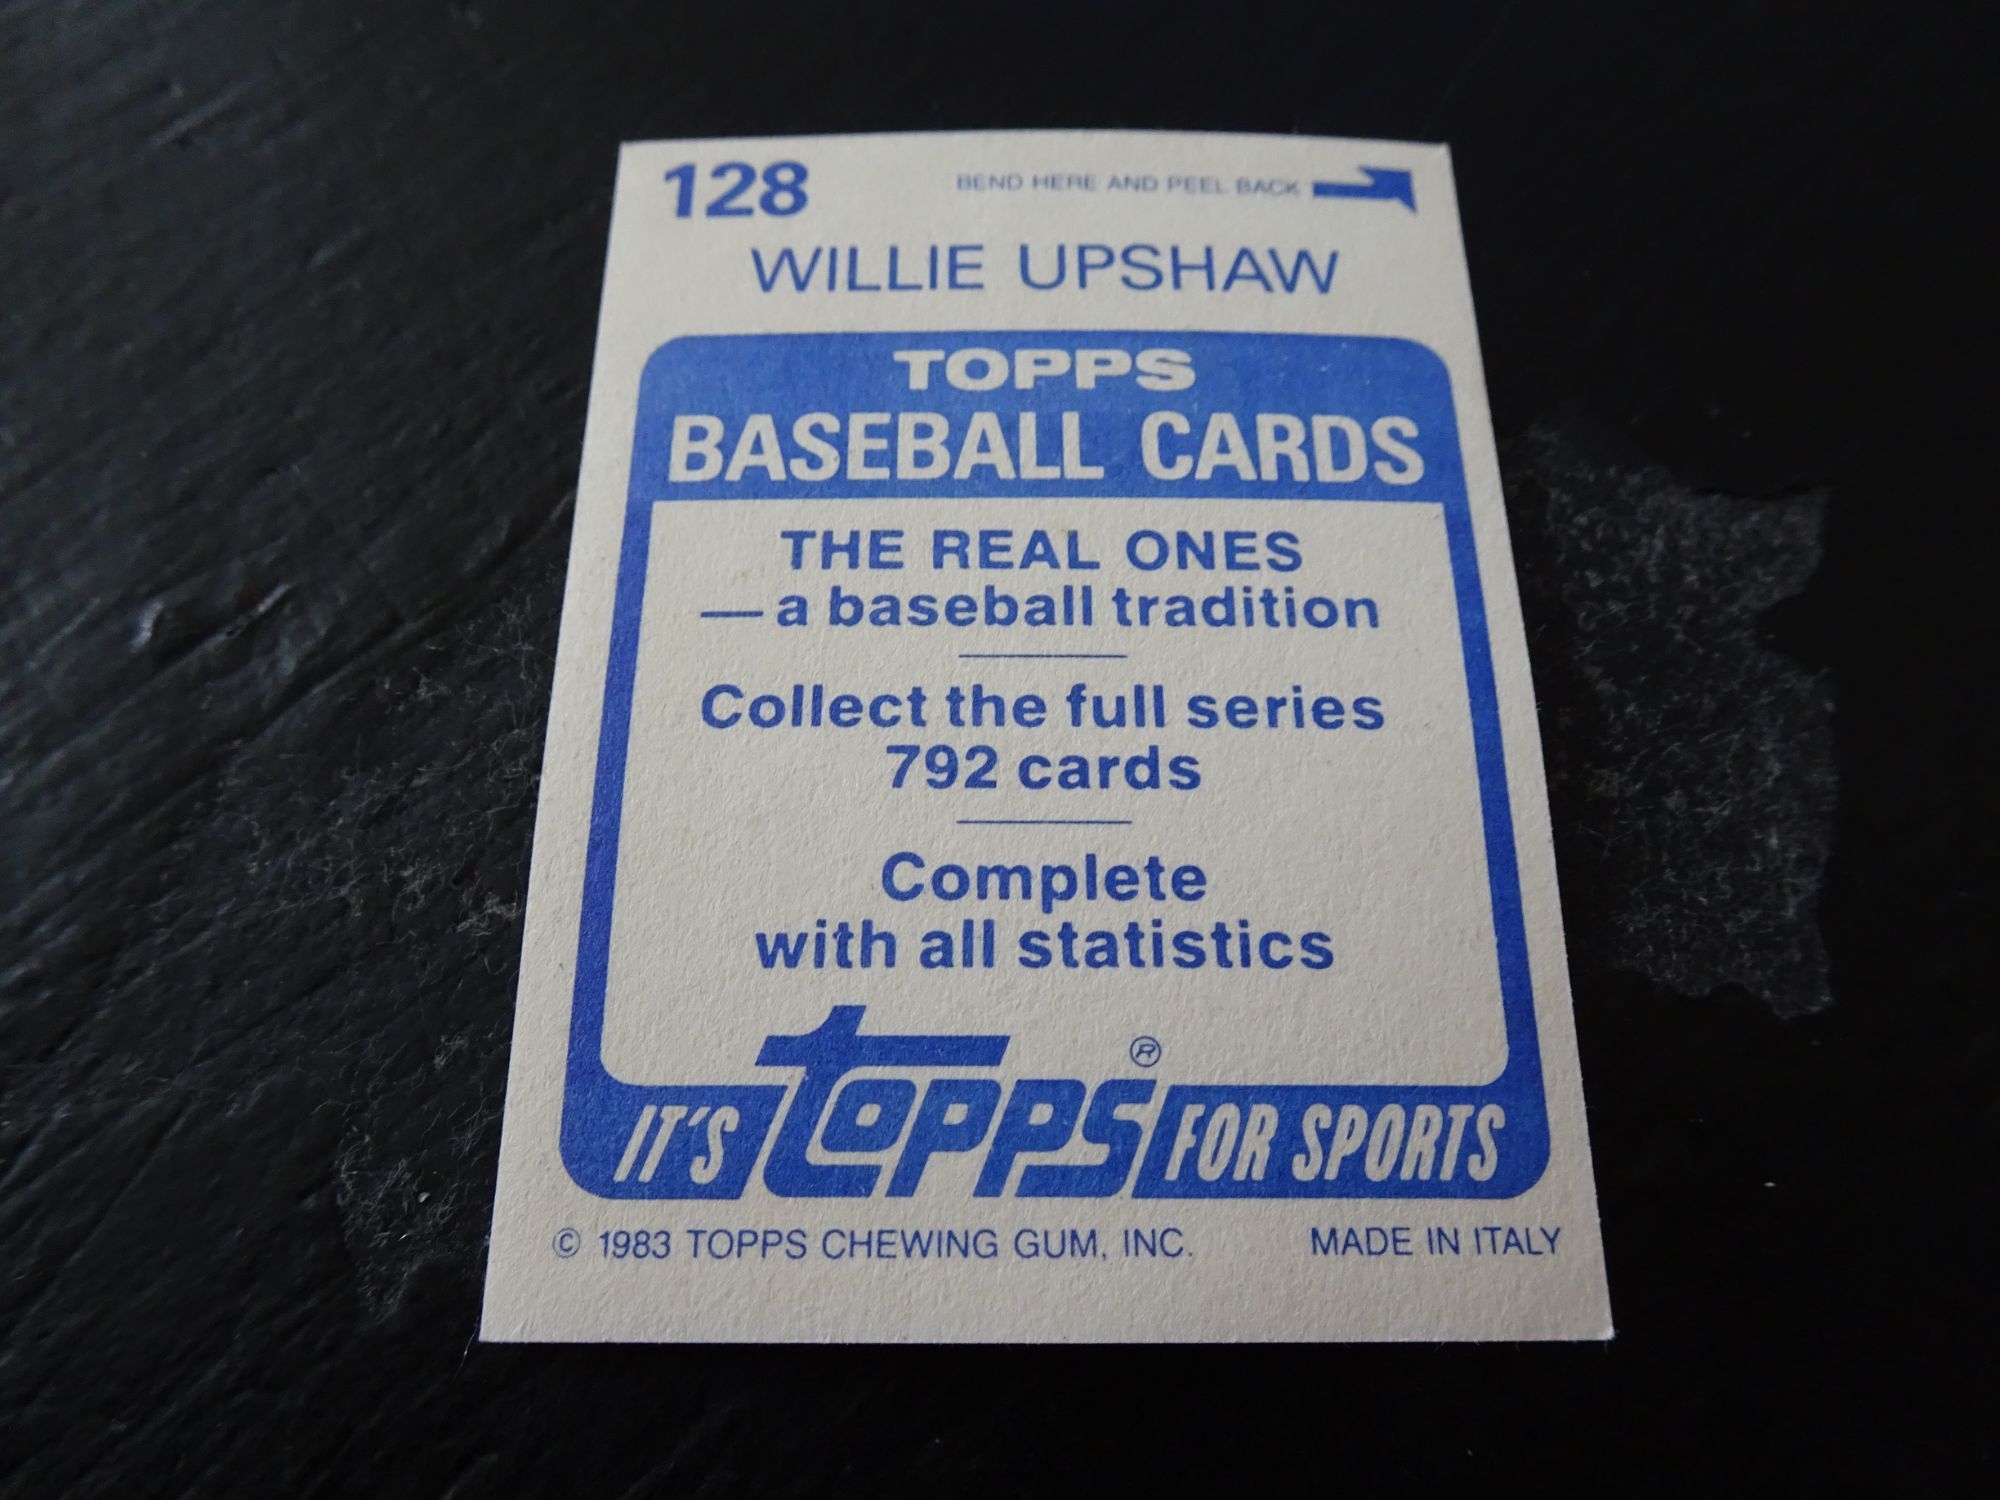 128
BEND HERE AND PEEL BACK
WILLIE UPSHAW
TOPPS
BASEBALL CARDS
THE REAL ONES
— a baseball tradition
Collect the full series
792 cards
Complete
with all statistics
IT'S topps® FOR SPORTS
© 1983 TOPPS CHEWING GUM, INC. MADE IN ITALY